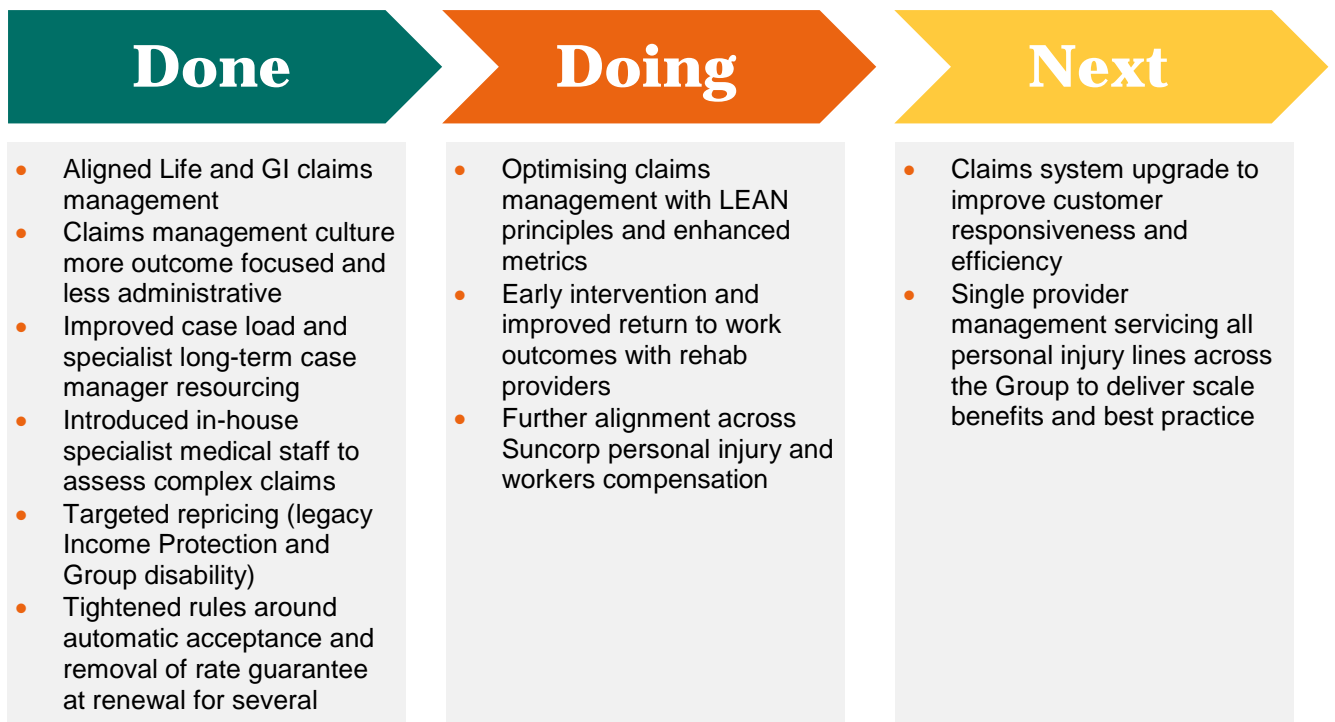 Done
Aligned Life and GI claims
management
Claims management culture
more outcome focused and
less administrative
Improved case load and
specialist long-term case
manager resourcing
Introduced in-house
specialist medical staff to
assess complex claims
Targeted repricing (legacy
Income Protection and
Group disability)
Tightened rules around
automatic acceptance and
removal of rate guarantee
at renewal for several
Doing
Optimising claims
management with LEAN
principles and enhanced
metrics
Early intervention and
improved return to work
outcomes with rehab
providers
Further alignment across
Suncorp personal injury and
workers compensation
Next
Claims system upgrade to
improve customer
responsiveness and
efficiency
Single provider
management servicing all
personal injury lines across
the Group to deliver scale
benefits and best practice